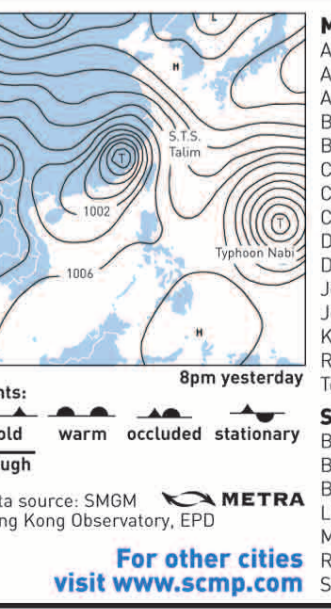 L
H
S.T.S.
Talim
T
1002
T
Typhoon Nabi
1006
H
8pm yesterday
nts:
old warm occluded stationary
ugh
ta source: SMGM METRA
ng Kong Observatory, EPD
For other cities
visit www.scmp.com
M
A
A
A
B
B
C
C
C
D
D
J
J
K
R
T
S
B
B
B
L
M
R
S